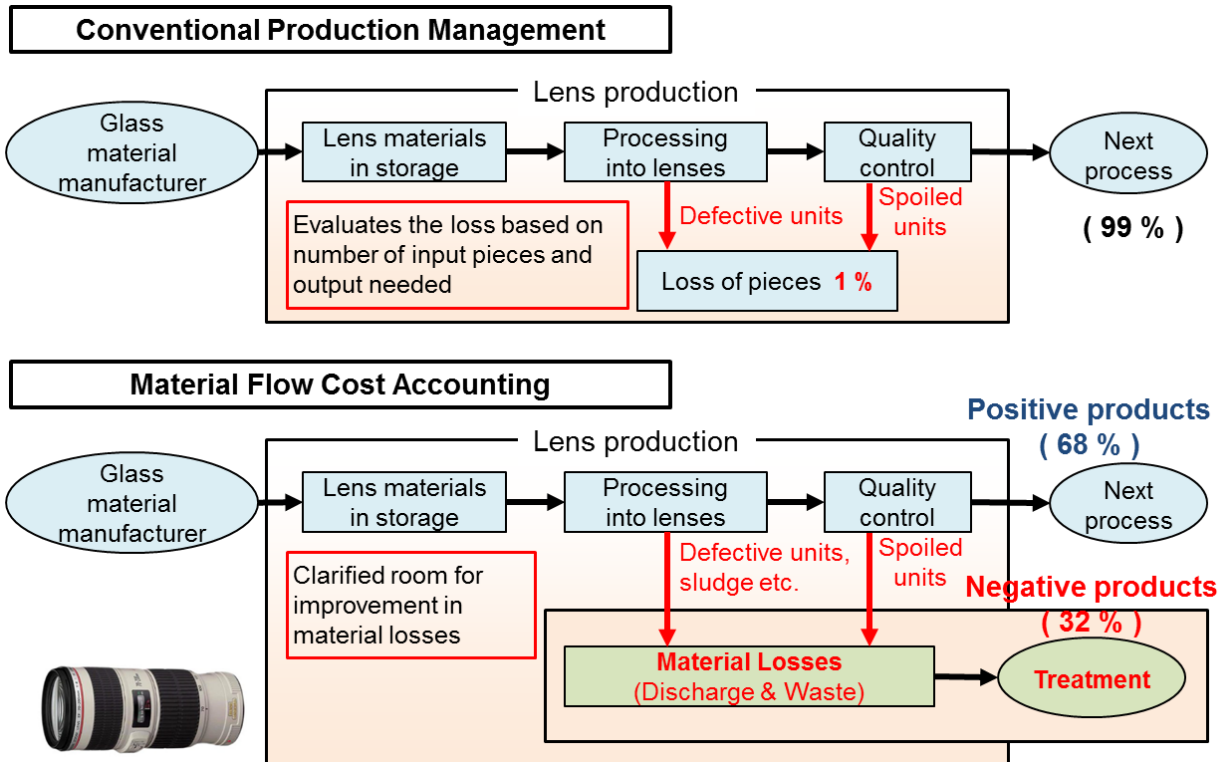 Conventional Production Management
Lens production
Glass
material
manufacturer
Lens materials
in storage
Processing
into lenses
Quality
control
Next
process
( 99 % )
Evaluates the loss based on
number of input pieces and
output needed
Defective units
Spoiled
units
Loss of pieces 1 %
Material Flow Cost Accounting
Positive products
( 68 % )
Lens production
Glass
material
manufacturer
Lens materials
in storage
Processing
into lenses
Quality
control
Next
process
Clarified room for
improvement in
material losses
Defective units,
sludge etc.
Spoiled
units
Negative products
( 32 % )
Material Losses
(Discharge & Waste)
Treatment